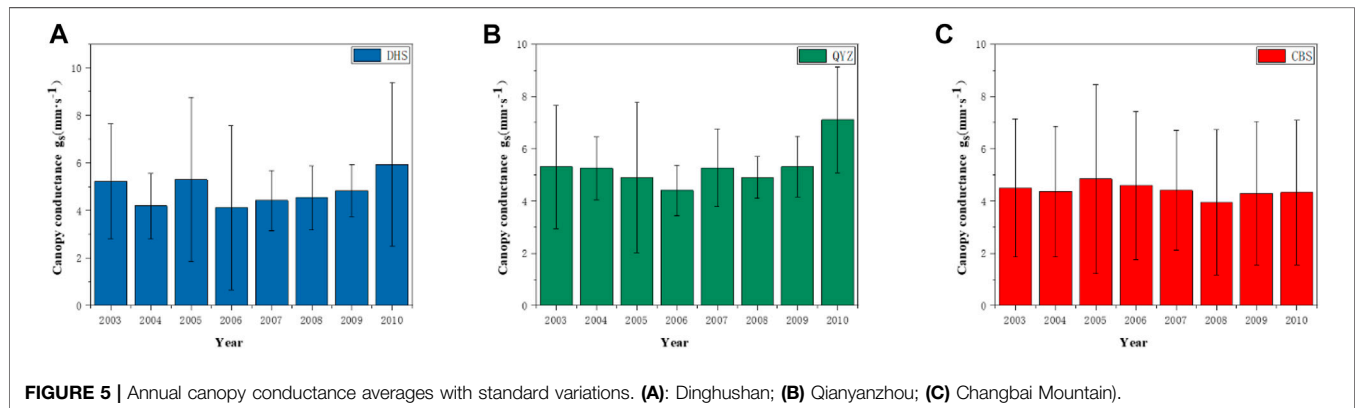 A
DHS
Canopy conductance gs(mm·s-1)
10
8
6
4
2
0
2003 2004 2005 2006 2007 2008 2009 2010
Year
B
QYZ
Canopy conductance gs(mm·s-1)
10
8
6
4
2
0
2003 2004 2005 2006 2007 2008 2009 2010
Year
C
CBS
Canopy conductance gs(mm·s-1)
10
8
6
4
2
0
2003 2004 2005 2006 2007 2008 2009 2010
Year
FIGURE 5 | Annual canopy conductance averages with standard variations. (A): Dinghushan; (B) Qianyanzhou; (C) Changbai Mountain).